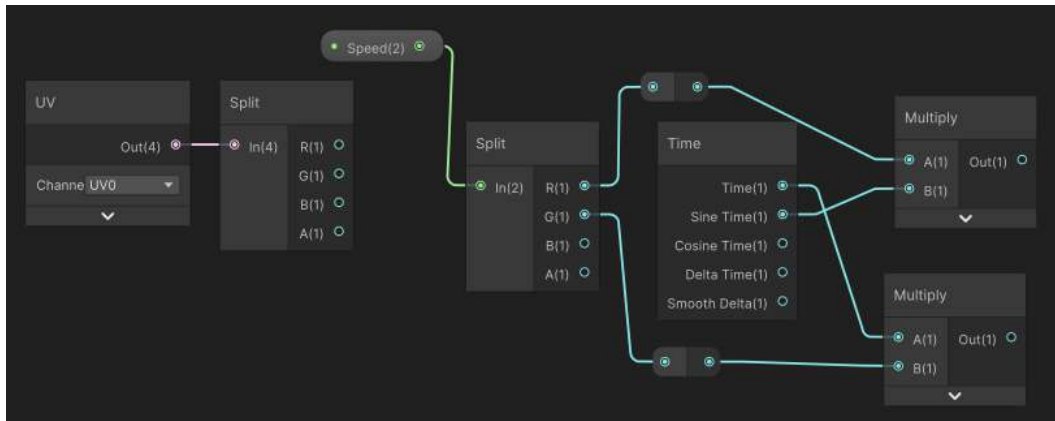 Speed(2)
UV
Out(4)
Channe UV0
Split
In(4)
R(1)
G(1)
B(1)
A(1)
Split
In(2)
R(1)
G(1)
B(1)
A(1)
Time
Time(1)
Sine Time(1)
Cosine Time(1)
Delta Time(1)
Smooth Delta(1)
Multiply
A(1) Out(1)
B(1)
Multiply
A(1) Out(1)
B(1)